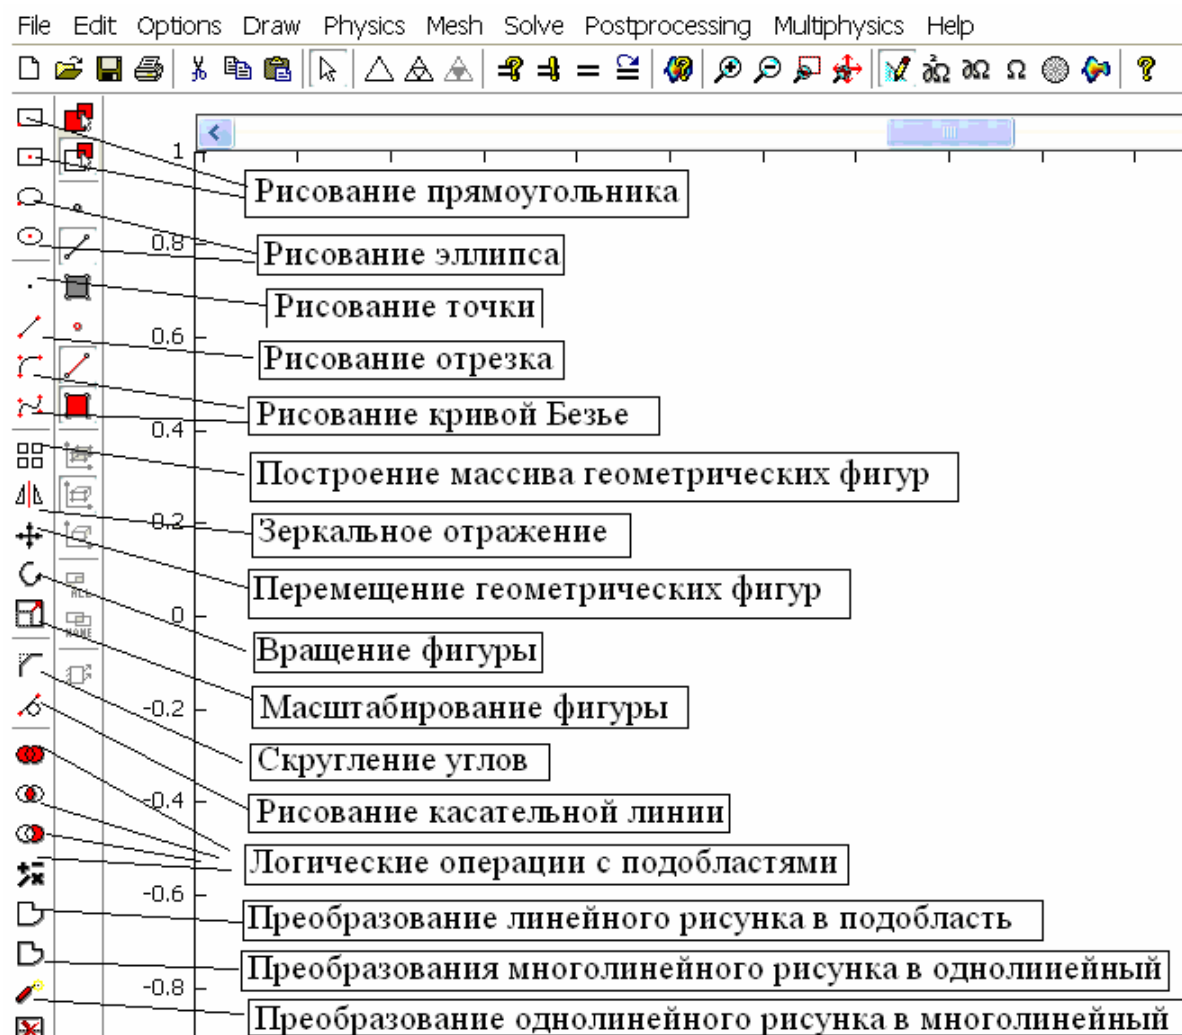 File Edit Options Draw Physics Mesh Solve Postprocessing Multiphysics Help
1
Рисование прямоугольника
0.8
Рисование эллипса
Рисование точки
0.6
Рисование отрезка
Рисование кривой Безье
0.4
Построение массива геометрических фигур
0.2
Зеркальное отражение
Перемещение геометрических фигур
ALL
0
NONE
Вращение фигуры
Масштабирование фигуры
-0.2
Скругление углов
-0.4
Рисование касательной линии
Логические операции с подобластями
-0.6
Преобразование линейного рисунка в подобласть
Преобразования многолинейного рисунка в однолииейный
-0.8
Преобразование однолинейного рисунка в многолинейный